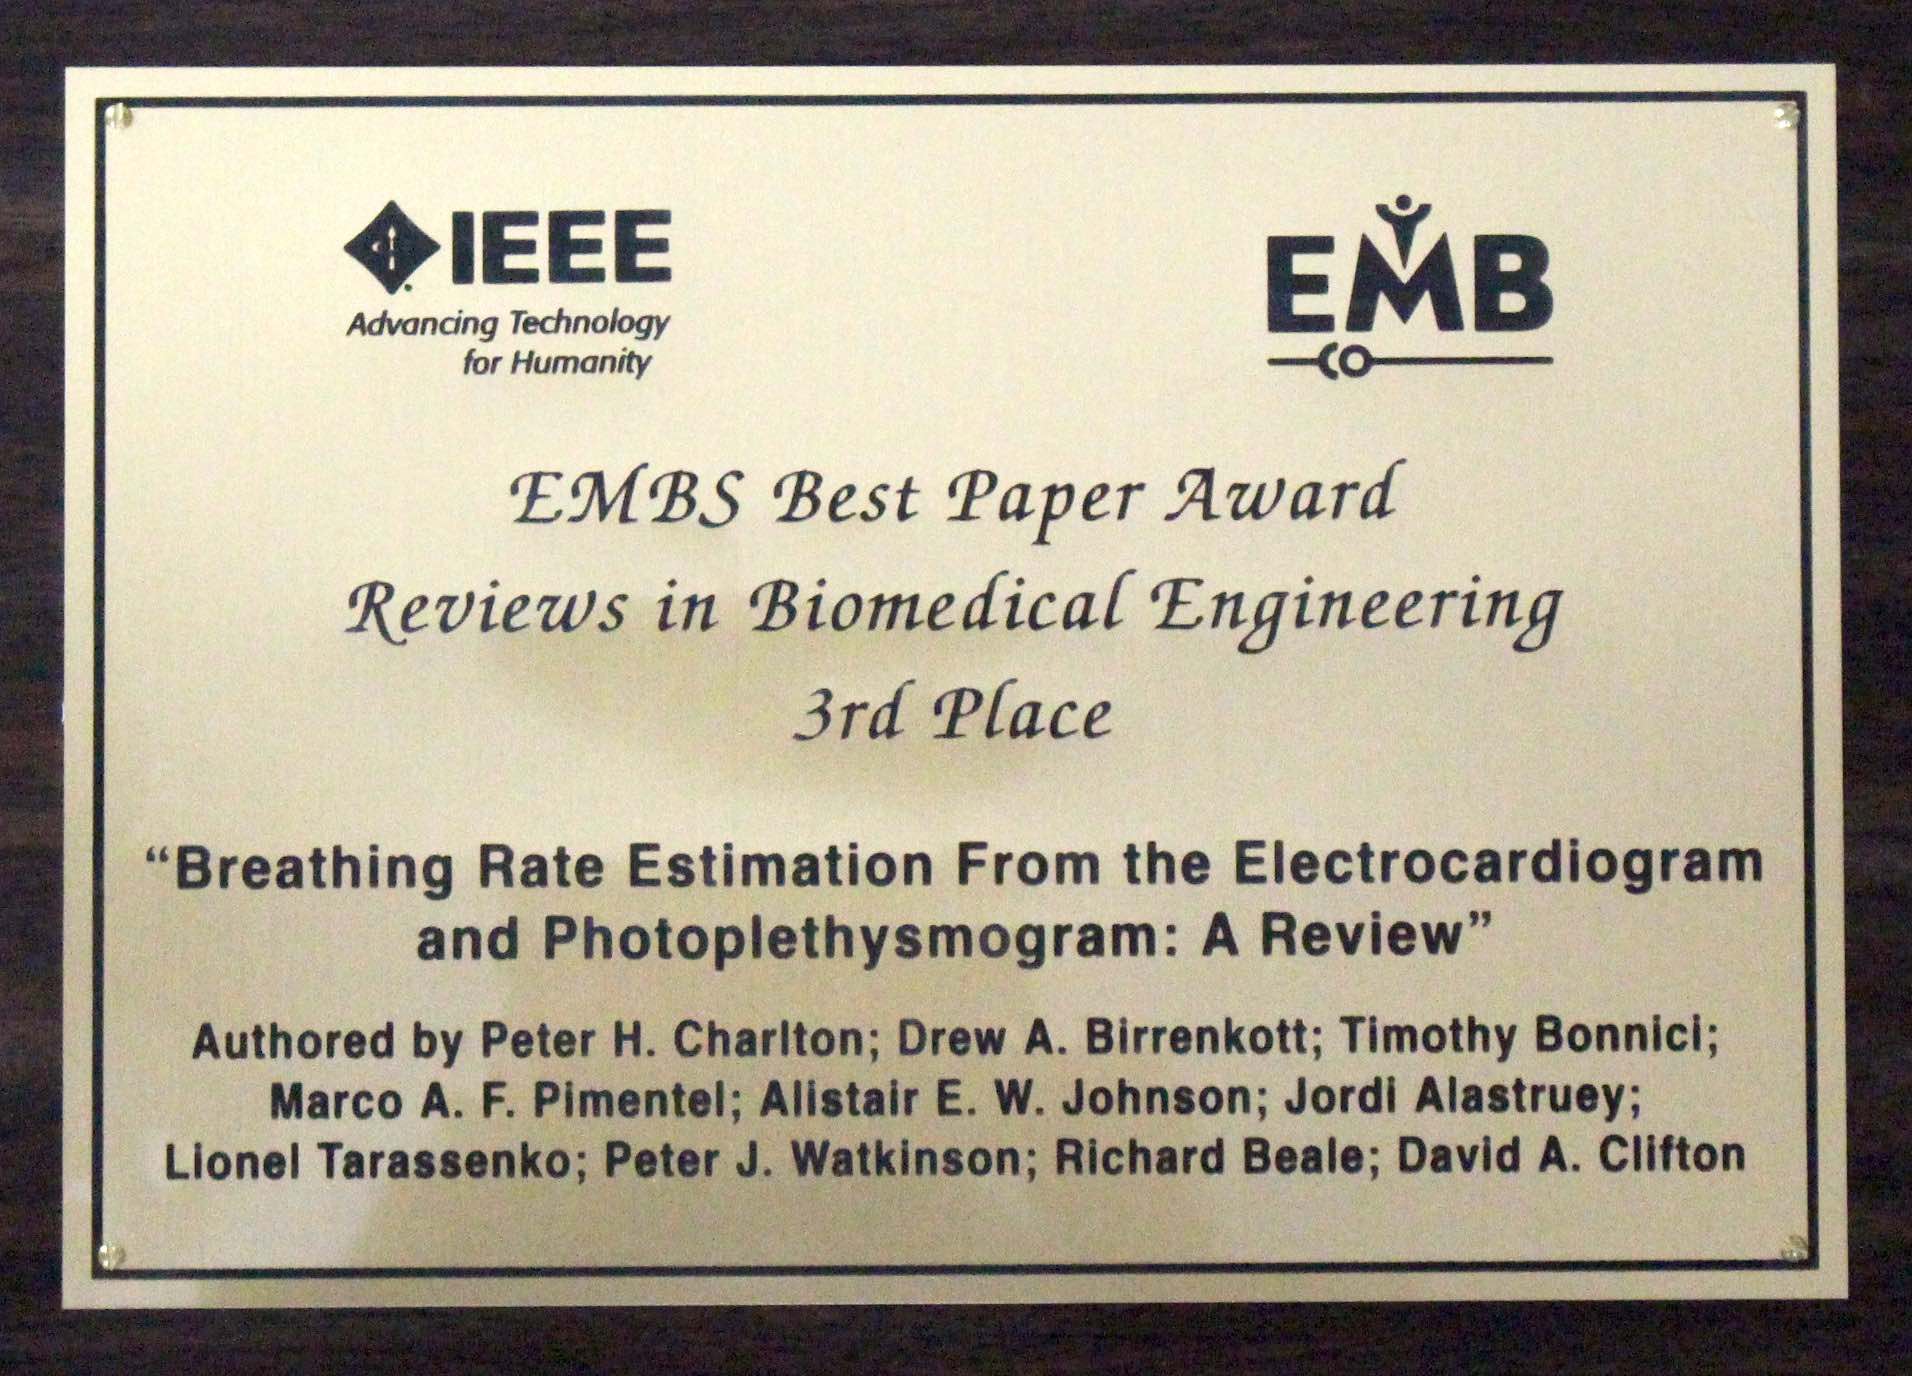 IEEE
Advancing Technology
for Humanity
EMB
EMBS Best Paper Award
Reviews in Biomedical Engineering
3rd Place
“Breathing Rate Estimation From the Electrocardiogram
and Photoplethysmogram: A Review”
Authored by Peter H. Charlton; Drew A. Birrenkott; Timothy Bonnici;
Marco A. F. Pimentel; Alistair E. W. Johnson; Jordi Alastruey;
Lionel Tarassenko; Peter J. Watkinson; Richard Beale; David A. Clifton